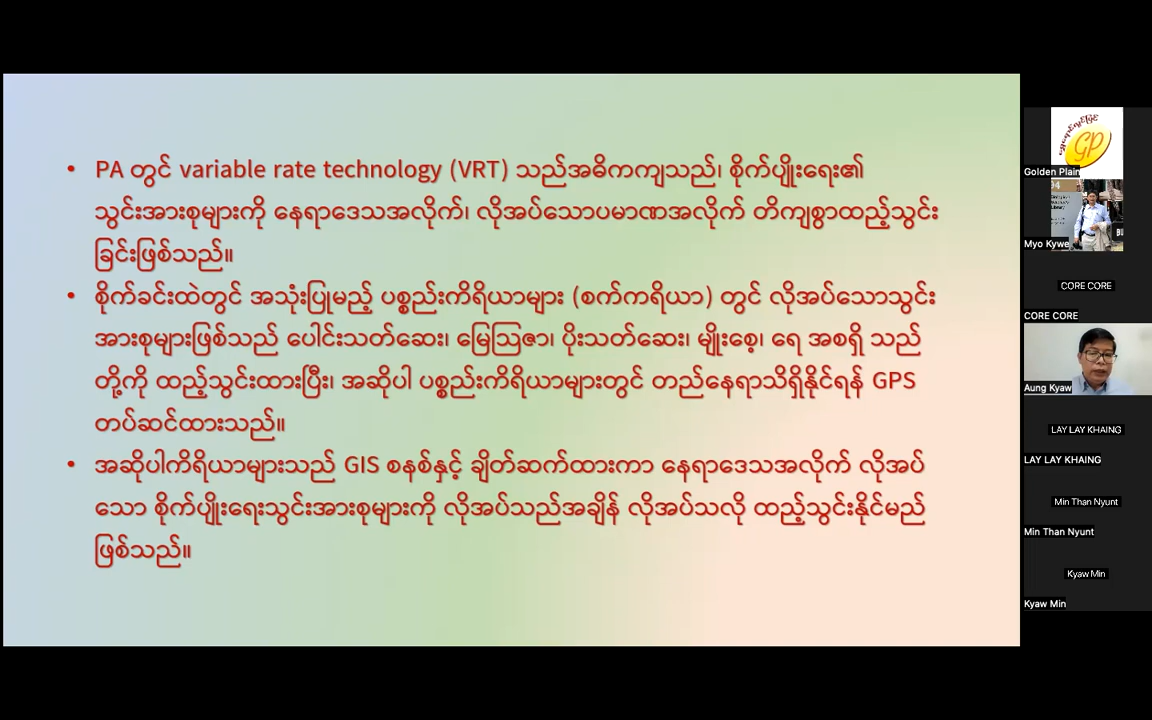 • PA တွင် variable rate technology (VRT) သည်အဓိကကျသည်၊ စိုက်ပျိုးရေး၏
သွင်းအားစုများကို နေရာဒေသအလိုက်၊ လိုအပ်သောပမာဏအလိုက် တိကျစွာထည့်သွင်း
ခြင်းဖြစ်သည်။
• စိုက်ခင်းထဲတွင် အသုံးပြုမည့် ပစ္စည်းကိရိယာများ (စက်ကရိယာ) တွင် လိုအပ်သောသွင်း
အားစုများဖြစ်သည် ပေါင်းသတ်ဆေး၊ မြေဩဇာ၊ ပိုးသတ်ဆေး၊ မျိုးစေ့၊ ရေ အစရှိ သည်
တို့ကို ထည့်သွင်းထားပြီး၊ အဆိုပါ ပစ္စည်းကိရိယာများတွင် တည်နေရာသိရှိနိုင်ရန် GPS
တပ်ဆင်ထားသည်။
• အဆိုပါကိရိယာများသည် GIS စနစ်နှင့် ချိတ်ဆက်ထားကာ နေရာဒေသအလိုက် လိုအပ်
သော စိုက်ပျိုးရေးသွင်းအားစုများကို လိုအပ်သည်အချိန် လိုအပ်သလို ထည့်သွင်းနိုင်မည်
ဖြစ်သည်။
GP
Golden Plain
Myo Kywe
CORE CORE
CORE CORE
Aung Kyaw
LAY LAY KHAING
LAY LAY KHAING
Min Than Nyunt
Min Than Nyunt
Kyaw Min
Kyaw Min